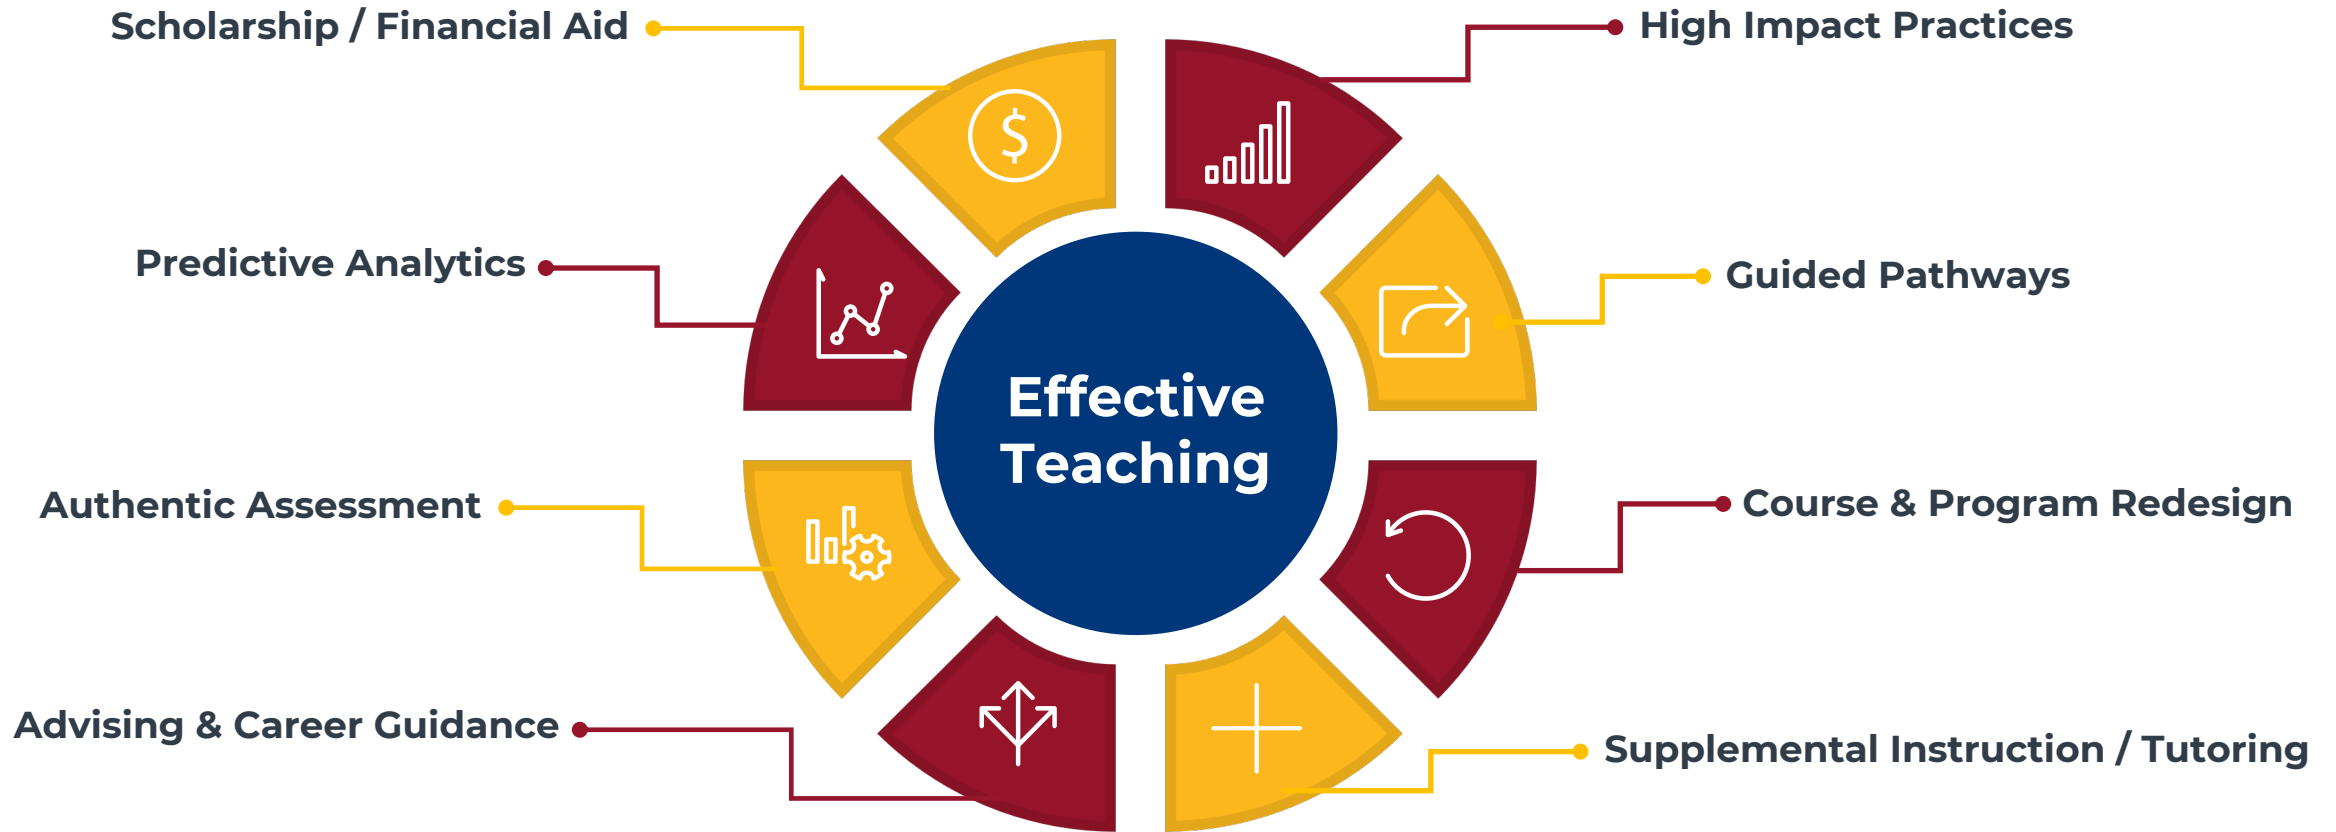 Scholarship / Financial Aid
High Impact Practices
Predictive Analytics
Guided Pathways
Effective
Teaching
Authentic Assessment
Course & Program Redesign
Advising & Career Guidance
Supplemental Instruction / Tutoring
$